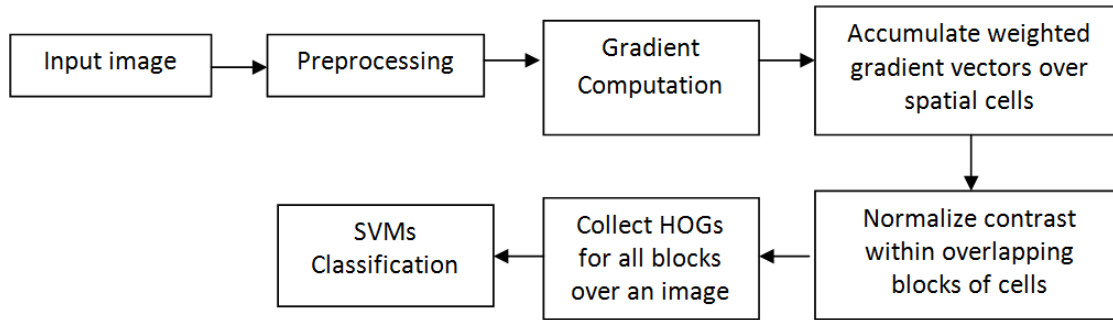 Input image
Preprocessing
Gradient
Computation
Accumulate weighted
gradient vectors over
spatial cells
Normalize contrast
within overlapping
blocks of cells
Collect HOGs
for all blocks
over an image
SVMs
Classification